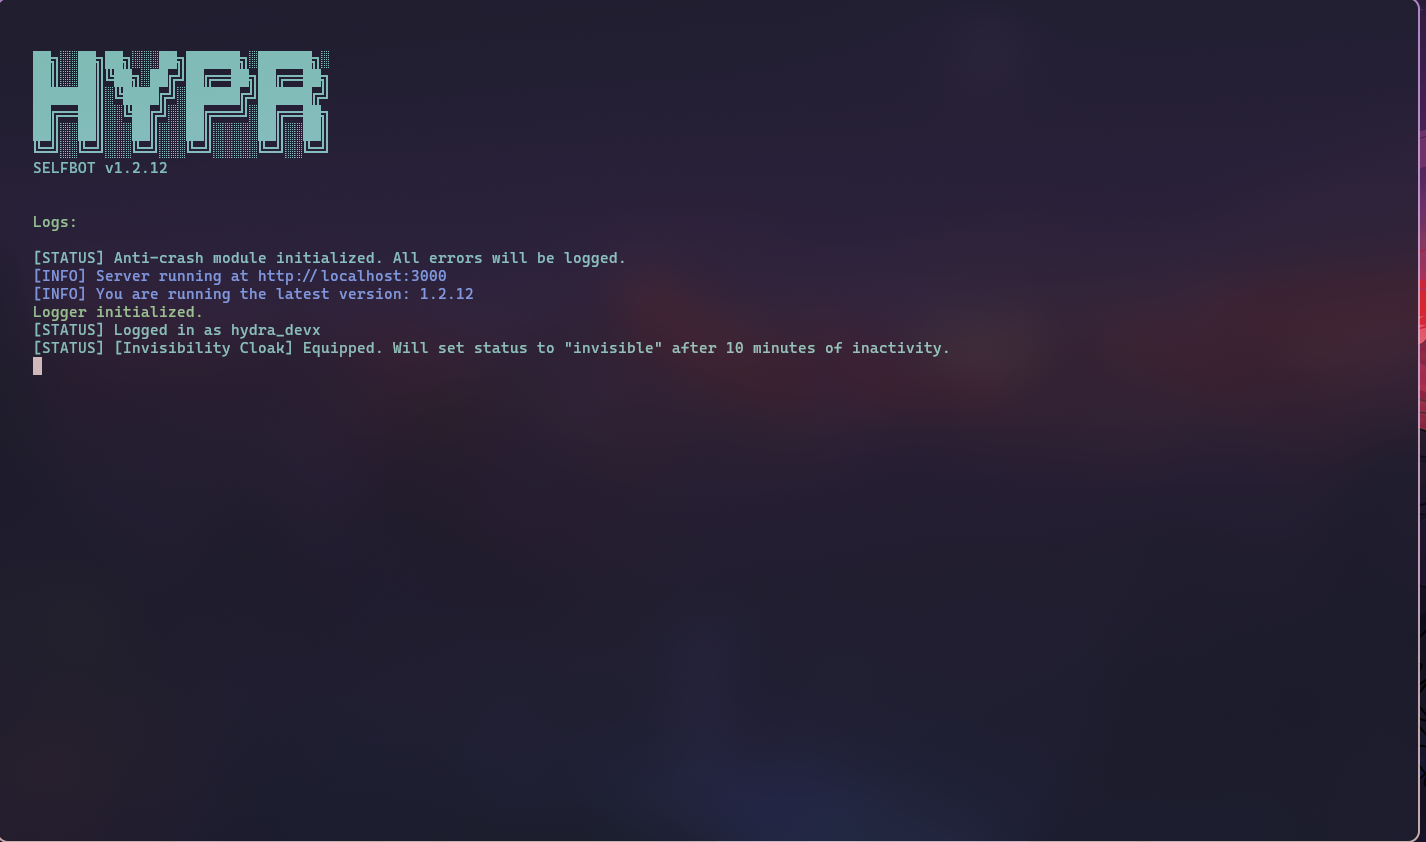 HYPR
SELFBOT v1.2.12
Logs:
[STATUS] Anti-crash module initialized. All errors will be logged.
[INFO] Server running at http://localhost:3000
[INFO] You are running the latest version: 1.2.12
Logger initialized.
[STATUS] Logged in as hydra_devx
[STATUS] [Invisibility Cloak] Equipped. Will set status to "invisible" after 10 minutes of inactivity.